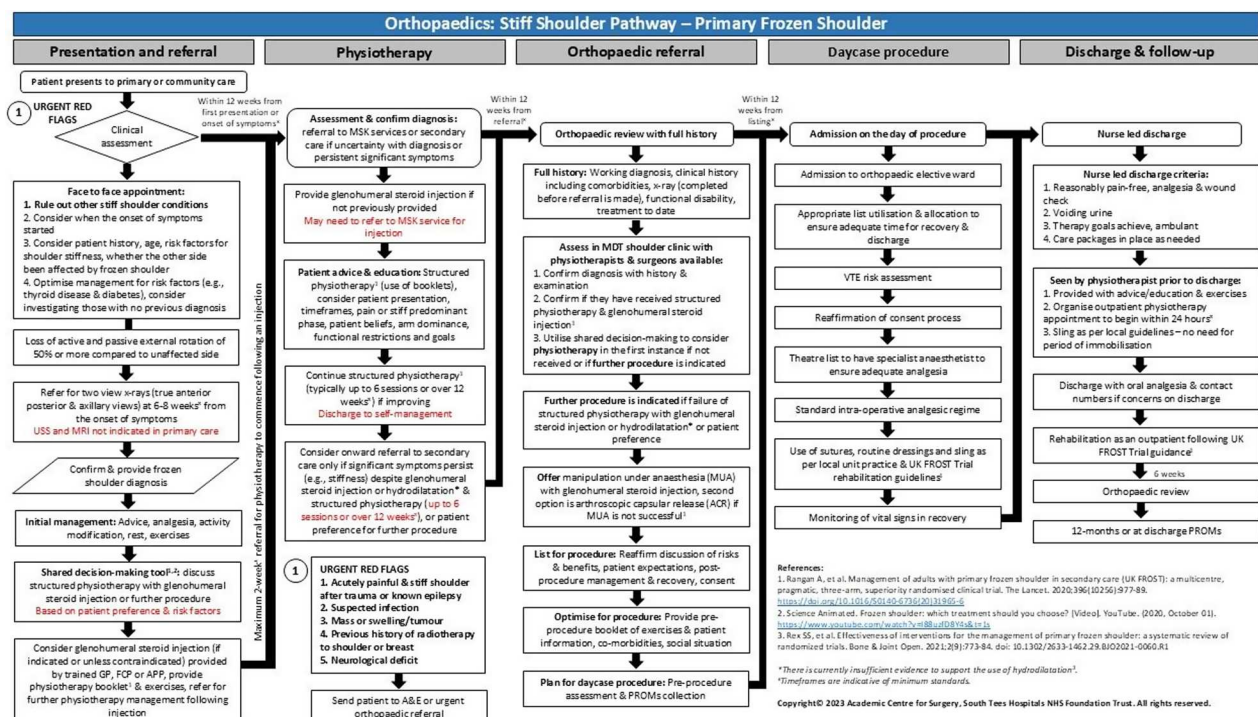 Orthopaedics: Stiff Shoulder Pathway – Primary Frozen Shoulder
Presentation and referral
Patient presents to primary or community care
1
URGENT RED
FLAGS
Clinical
assessment
Within 12 weeks from
first presentation or
onset of symptoms⁴
Face to face appointment:
1. Rule out other stiff shoulder conditions
2. Consider when the onset of symptoms
started
3. Consider patient history, age, risk factors for
shoulder stiffness, whether the other side
been affected by frozen shoulder
4. Optimise management for risk factors (e.g.,
thyroid disease & diabetes), consider
investigating those with no previous diagnosis
Loss of active and passive external rotation of
50% or more compared to unaffected side
Refer for two view x-rays (true anterior
posterior & axillary views) at 6-8 weeks⁴ from
the onset of symptoms
USS and MRI not indicated in primary care
Confirm & provide frozen
shoulder diagnosis
Initial management: Advice, analgesia, activity
modification, rest, exercises
Shared decision-making tool¹⁻²: discuss
structured physiotherapy with glenohumeral
steroid injection or further procedure
Based on patient preference & risk factors
Consider glenohumeral steroid injection (if
indicated or unless contraindicated) provided
by trained GP, FCP or APP, provide
physiotherapy booklet¹ & exercises, refer for
further physiotherapy management following
injection
Maximum 2-week⁴ referral for physiotherapy to commence following an injection
Physiotherapy
Assessment & confirm diagnosis:
referral to MSK services or secondary
care if uncertainty with diagnosis or
persistent significant symptoms
Within 12
weeks from
referral⁴
Provide glenohumeral steroid injection if
not previously provided
May need to refer to MSK service for
injection
Patient advice & education: Structured
physiotherapy¹ (use of booklets),
consider patient presentation,
timeframes, pain or stiff predominant
phase, patient beliefs, arm dominance,
functional restrictions and goals
Continue structured physiotherapy¹
(typically up to 6 sessions or over 12
weeks⁴) if improving
Discharge to self-management
Consider onward referral to secondary
care only if significant symptoms persist
(e.g., stiffness) despite glenohumeral
steroid injection or hydrodilatation* &
structured physiotherapy (up to 6
sessions or over 12 weeks⁴), or patient
preference for further procedure
1
URGENT RED FLAGS
1. Acutely painful & stiff shoulder
after trauma or known epilepsy
2. Suspected infection
3. Mass or swelling/tumour
4. Previous history of radiotherapy
to shoulder or breast
5. Neurological deficit
Send patient to A&E or urgent
orthopaedic referral
Orthopaedic referral
Orthopaedic review with full history
Within 12
weeks from
listing⁴
Full history: Working diagnosis, clinical history
including comorbidities, x-ray (completed
before referral is made), functional disability,
treatment to date
Assess in MDT shoulder clinic with
physiotherapists & surgeons available:
1. Confirm diagnosis with history &
examination
2. Confirm if they have received structured
physiotherapy & glenohumeral steroid
injection¹
3. Utilise shared decision-making to consider
physiotherapy in the first instance if not
received or if further procedure is indicated
Further procedure is indicated if failure of
structured physiotherapy with glenohumeral
steroid injection or hydrodilatation* or patient
preference
Offer manipulation under anaesthesia (MUA)
with glenohumeral steroid injection, second
option is arthroscopic capsular release (ACR) if
MUA is not successful¹
List for procedure: Reaffirm discussion of risks
& benefits, patient expectations, post-
procedure management & recovery, consent
Optimise for procedure: Provide pre-
procedure booklet of exercises & patient
information, co-morbidities, social situation
Plan for daycase procedure: Pre-procedure
assessment & PROMs collection
Daycase procedure
Admission on the day of procedure
Admission to orthopaedic elective ward
Appropriate list utilisation & allocation to
ensure adequate time for recovery &
discharge
VTE risk assessment
Reaffirmation of consent process
Theatre list to have specialist anaesthetist to
ensure adequate analgesia
Standard intra-operative analgesic regime
Use of sutures, routine dressings and sling as
per local unit practice & UK FROST Trial
rehabilitation guidelines¹
Monitoring of vital signs in recovery
Discharge & follow-up
Nurse led discharge
Nurse led discharge criteria:
1. Reasonably pain-free, analgesia & wound
check
2. Voiding urine
3. Therapy goals achieve, ambulant
4. Care packages in place as needed
Seen by physiotherapist prior to discharge:
1. Provided with advice/education & exercises
2. Organise outpatient physiotherapy
appointment to begin within 24 hours⁴
3. Sling as per local guidelines – no need for
period of immobilisation
Discharge with oral analgesia & contact
numbers if concerns on discharge
Rehabilitation as an outpatient following UK
FROST Trial guidance¹
6 weeks
Orthopaedic review
12-months or at discharge PROMs
References:
1. Rangan A, et al. Management of adults with primary frozen shoulder in secondary care (UK FROST): a multicentre,
pragmatic, three-arm, superiority randomised clinical trial. The Lancet. 2020;396(10256):977-89.
https://doi.org/10.1016/S0140-6736(20)31965-6
2. Science Animated. Frozen shoulder: which treatment should you choose? [Video]. YouTube. (2020, October 01).
3. Rex SS, et al. Effectiveness of interventions for the management of primary frozen shoulder: a systematic review of
randomized trials. Bone & Joint Open. 2021;2(9):773-84. doi: 10.1302/2633-1462.29.BJO2021-0060.R1
*There is currently insufficient evidence to support the use of hydrodilatation³.
⁴Timeframes are indicative of minimum standards.
Copyright© 2023 Academic Centre for Surgery, South Tees Hospitals NHS Foundation Trust. All rights reserved.